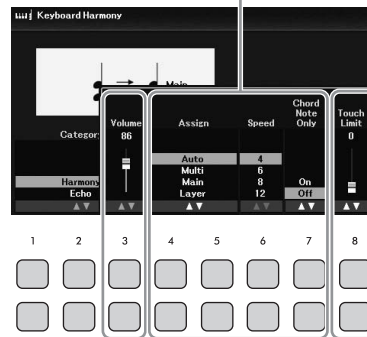 Keyboard Harmony
Main
Category
Harmony
Echo
Volume
86
Assign
Auto
Multi
Main
Layer
Speed
4
6
8
12
Chord
Note
Only
On
Off
Touch
Limit
0
1 2 3 4 5 6 7 8